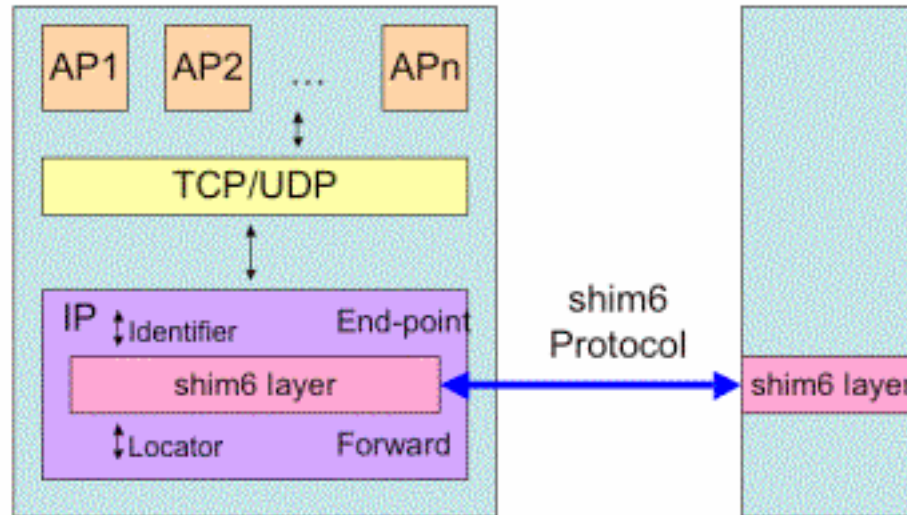 AP1 AP2 ... APn
TCP/UDP
IP Identifier End-point
shim6 layer
Locator Forward
shim6
Protocol
shim6 layer